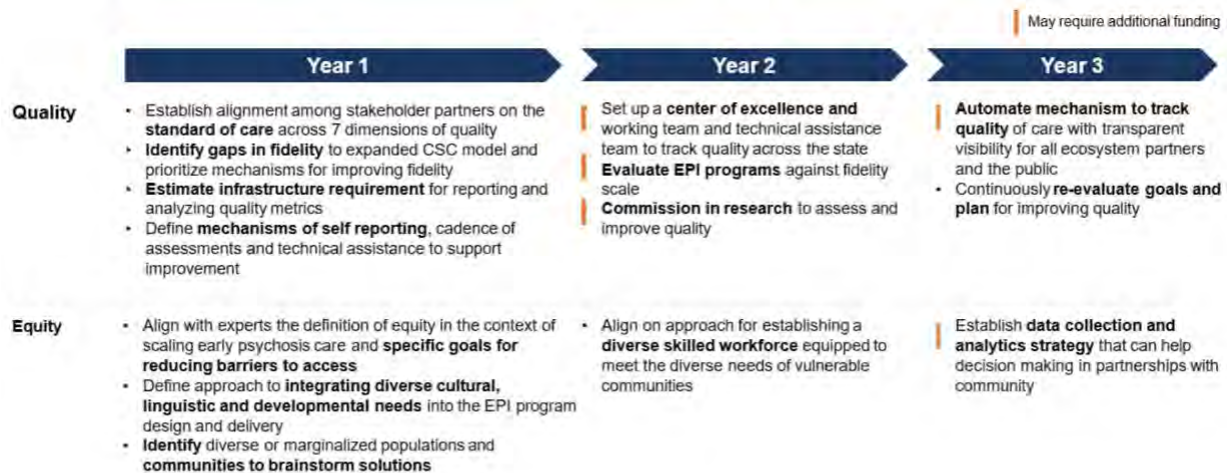 May require additional funding
Year 1
Year 2
Year 3
Quality
• Establish alignment among stakeholder partners on the
standard of care across 7 dimensions of quality
• Identify gaps in fidelity to expanded CSC model and
prioritize mechanisms for improving fidelity
• Estimate infrastructure requirement for reporting and
analyzing quality metrics
• Define mechanisms of self reporting, cadence of
assessments and technical assistance to support
improvement
Set up a center of excellence and
working team and technical assistance
team to track quality across the state
Evaluate EPI programs against fidelity
scale
Commission in research to assess and
improve quality
Automate mechanism to track
quality of care with transparent
visibility for all ecosystem partners
and the public
• Continuously re-evaluate goals and
plan for improving quality
Equity
• Align with experts the definition of equity in the context of
scaling early psychosis care and specific goals for
reducing barriers to access
• Define approach to integrating diverse cultural,
linguistic and developmental needs into the EPI program
design and delivery
• Identify diverse or marginalized populations and
communities to brainstorm solutions
• Align on approach for establishing a
diverse skilled workforce equipped to
meet the diverse needs of vulnerable
communities
Establish data collection and
analytics strategy that can help
decision making in partnerships with
community